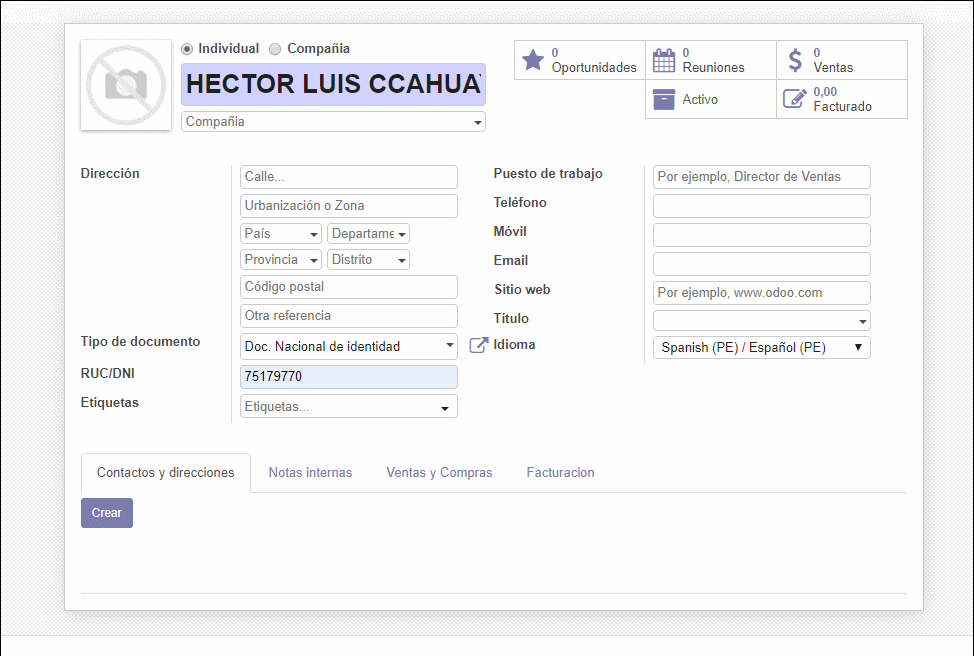 Individual Compañia
HECTOR LUIS CCAHUA
Compañia
0
Oportunidades
0
Reuniones
0
Ventas
Activo
0,00
Facturado
Dirección
Calle...
Urbanización o Zona
País Departame
Provincia Distrito
Código postal
Otra referencia
Tipo de documento Doc. Nacional de identidad
RUC/DNI 75179770
Etiquetas Etiquetas...
Puesto de trabajo Por ejemplo, Director de Ventas
Teléfono
Móvil
Email
Sitio web Por ejemplo, www.odoo.com
Título
Idioma Spanish (PE) / Español (PE)
Contactos y direcciones Notas internas Ventas y Compras Facturacion
Crear